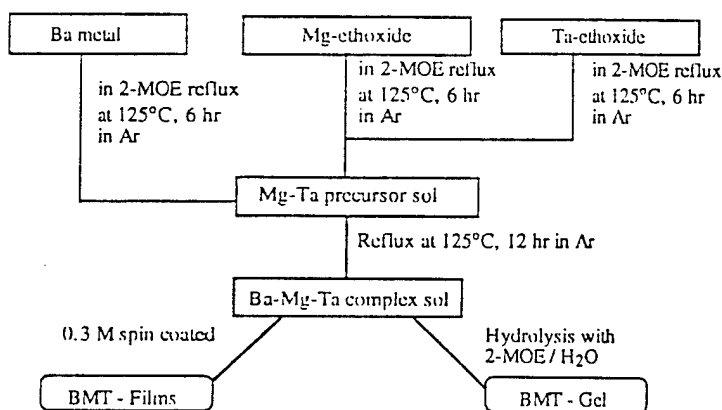 Ba metal
Mg-ethoxide
Ta-ethoxide
in 2-MOE reflux
at 125°C, 6 hr
in Ar
in 2-MOE reflux
at 125°C, 6 hr
in Ar
in 2-MOE reflux
at 125°C, 6 hr
in Ar
Mg-Ta precursor sol
Reflux at 125°C, 12 hr in Ar
Ba-Mg-Ta complex sol
0.3 M spin coated
Hydrolysis with
2-MOE / H₂O
BMT - Films
BMT - Gel